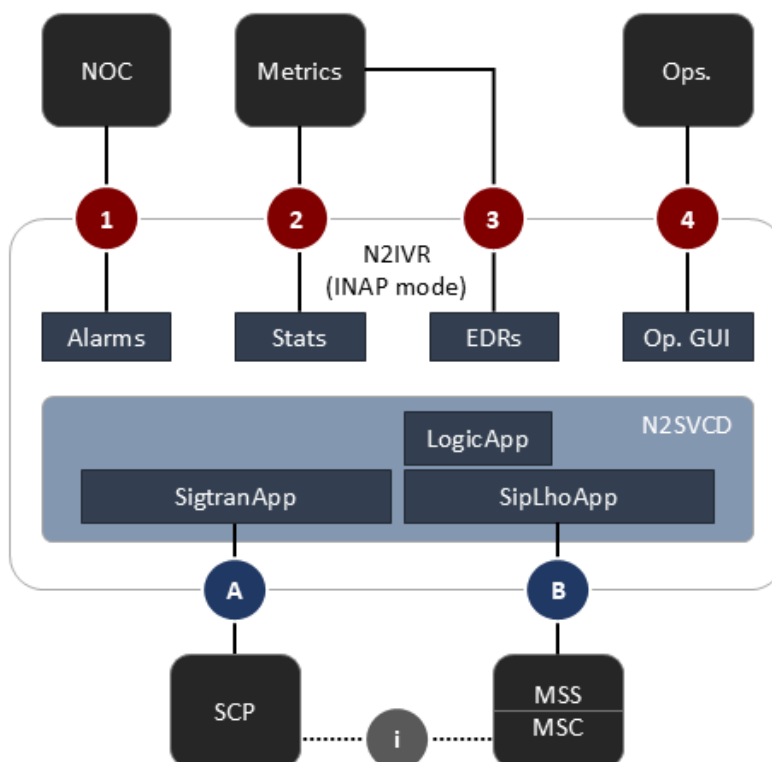 NOC
Metrics
Ops.
1
2
3
4
N2IVR
(INAP mode)
Alarms
Stats
EDRs
Op. GUI
N2SVCD
LogicApp
SigtranApp
SipLhoApp
A
B
SCP
i
MSS
MSC